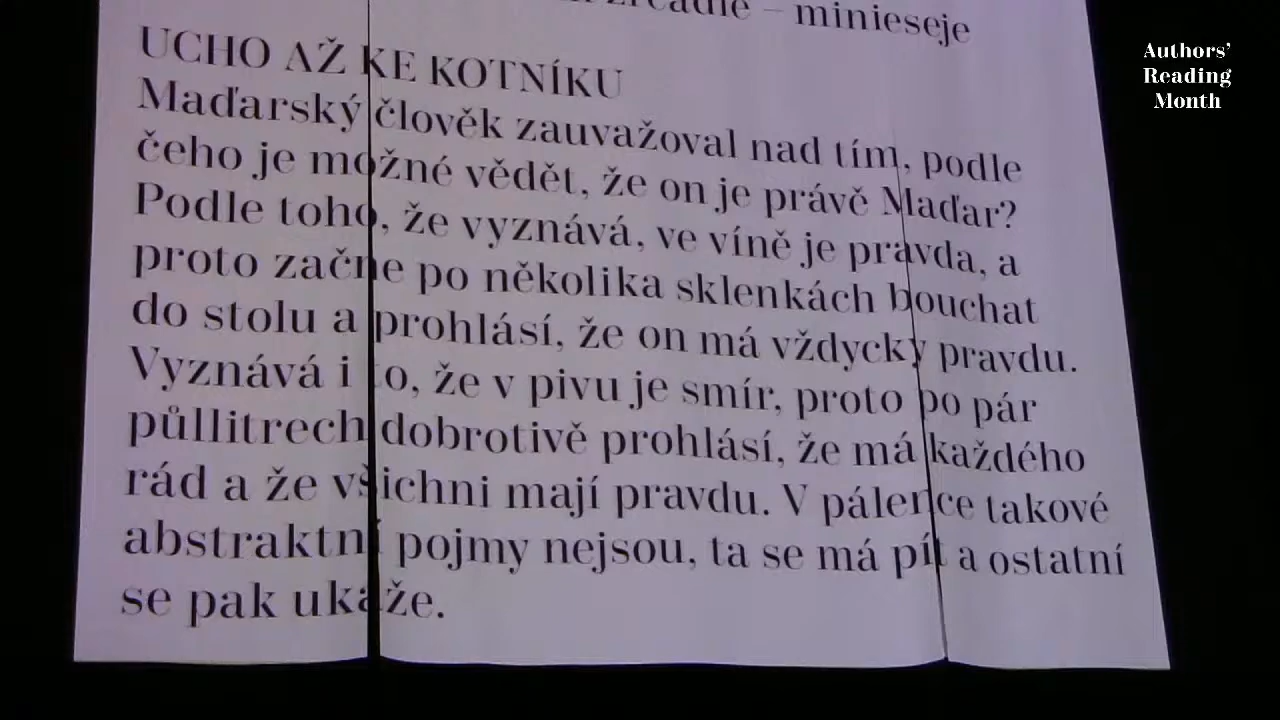 – minieseje
UCHO AŽ KE KOTNÍKU
Maďarský člověk zauvažoval nad tím, podle
čeho je možné vědět, že on je právě Maďar?
Podle toho, že vyznává, ve víně je pravda, a
proto začne po několika sklenkách bouchat
do stolu a prohlásí, že on má vždycky pravdu.
Vyznává i to, že v pivu je smír, proto po pár
půllitrech dobrotivě prohlásí, že má každého
rád a že všichni mají pravdu. V pálence takové
abstraktní pojmy nejsou, ta se má pít a ostatní
se pak ukáže.
Authors’
Reading
Month